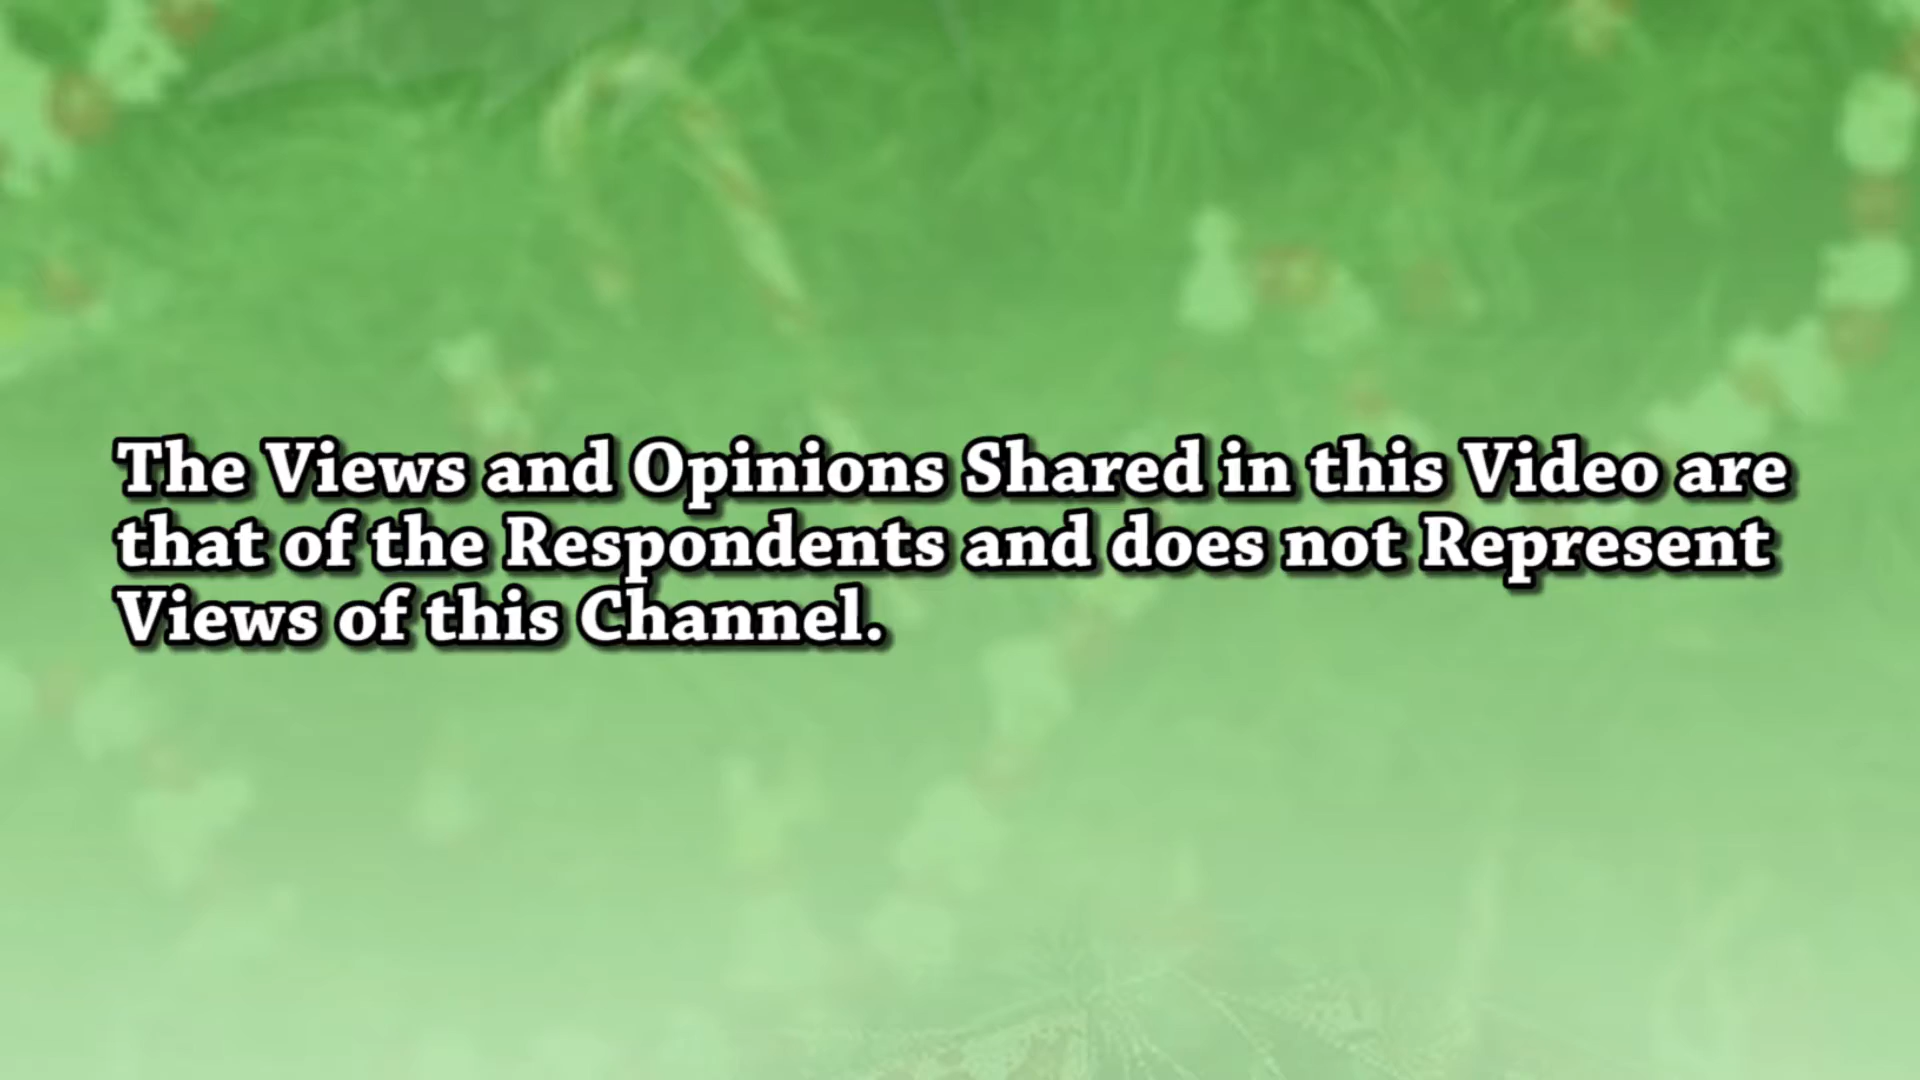 The Views and Opinions Shared in this Video are
that of the Respondents and does not Represent
Views of this Channel.